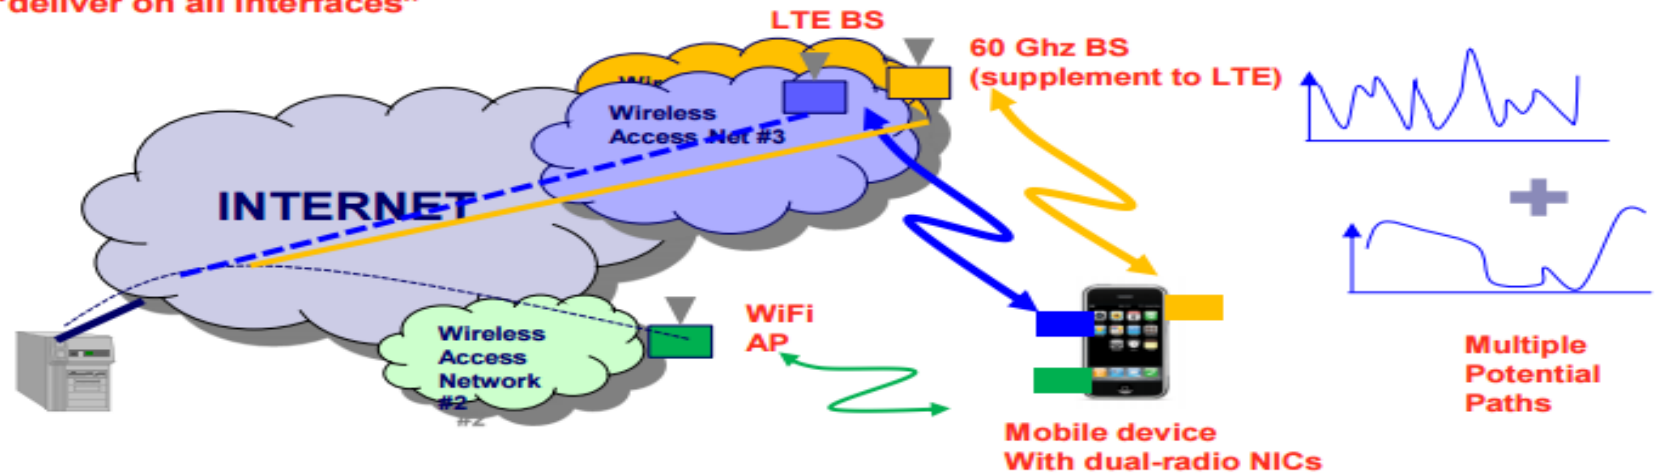 "deliver on all interfaces"
LTE BS
60 Ghz BS
(supplement to LTE)
Wireless
Access Net #3
INTERNET
WiFi
AP
Wireless
Access
Network
#2
#2
Multiple
Potential
Paths
Mobile device
With dual-radio NICs